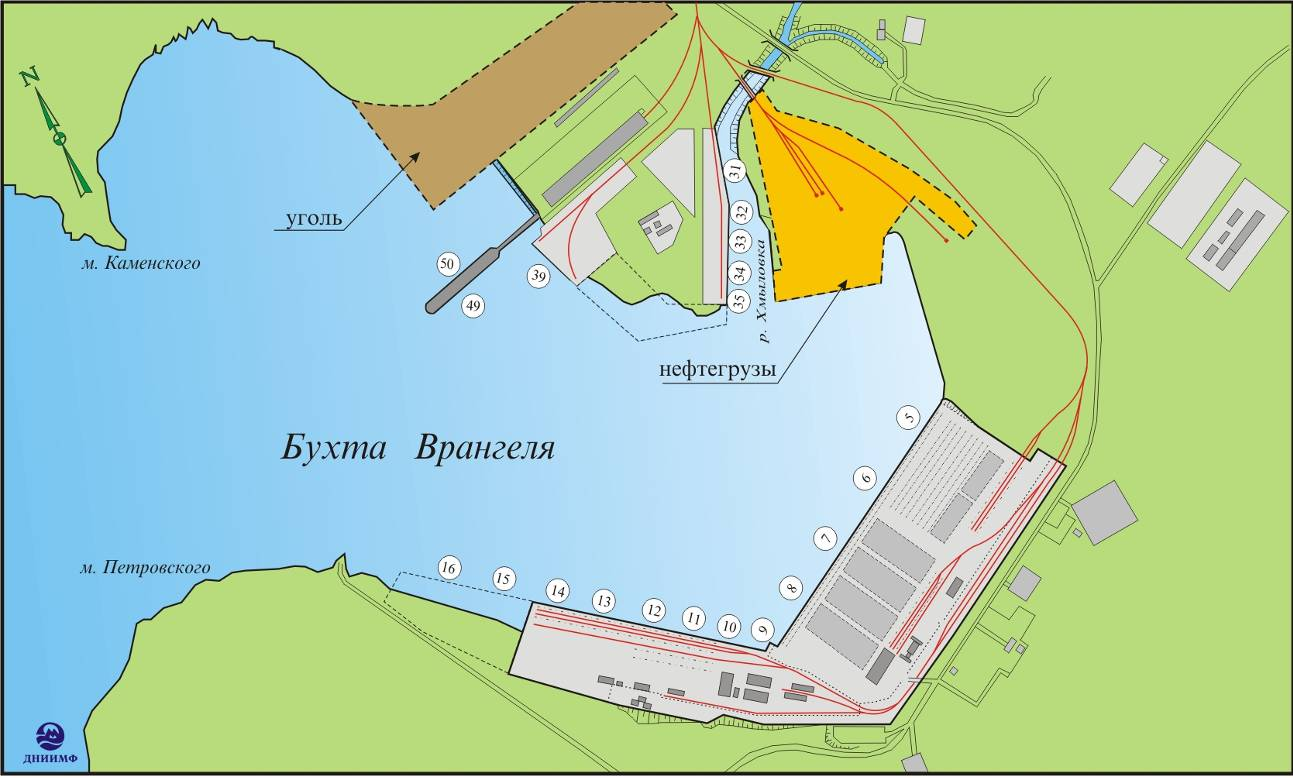 N
31
уголь
32
33
м. Каменского
50
34
39
35
49
р. Хмыловка
нефтегрузы
5
Бухта Врангеля
6
7
м. Петровского
16
15
8
14
13
12
11
10
9
ДНИИМФ